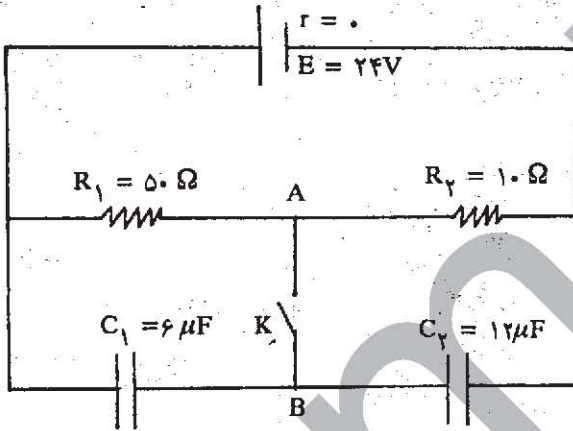 r = ۰
E = ۲۴V
R۱ = ۵۰ Ω
A
R۲ = ۱۰ Ω
C۱ = ۶ μF
K
C۲ = ۱۲μF
B